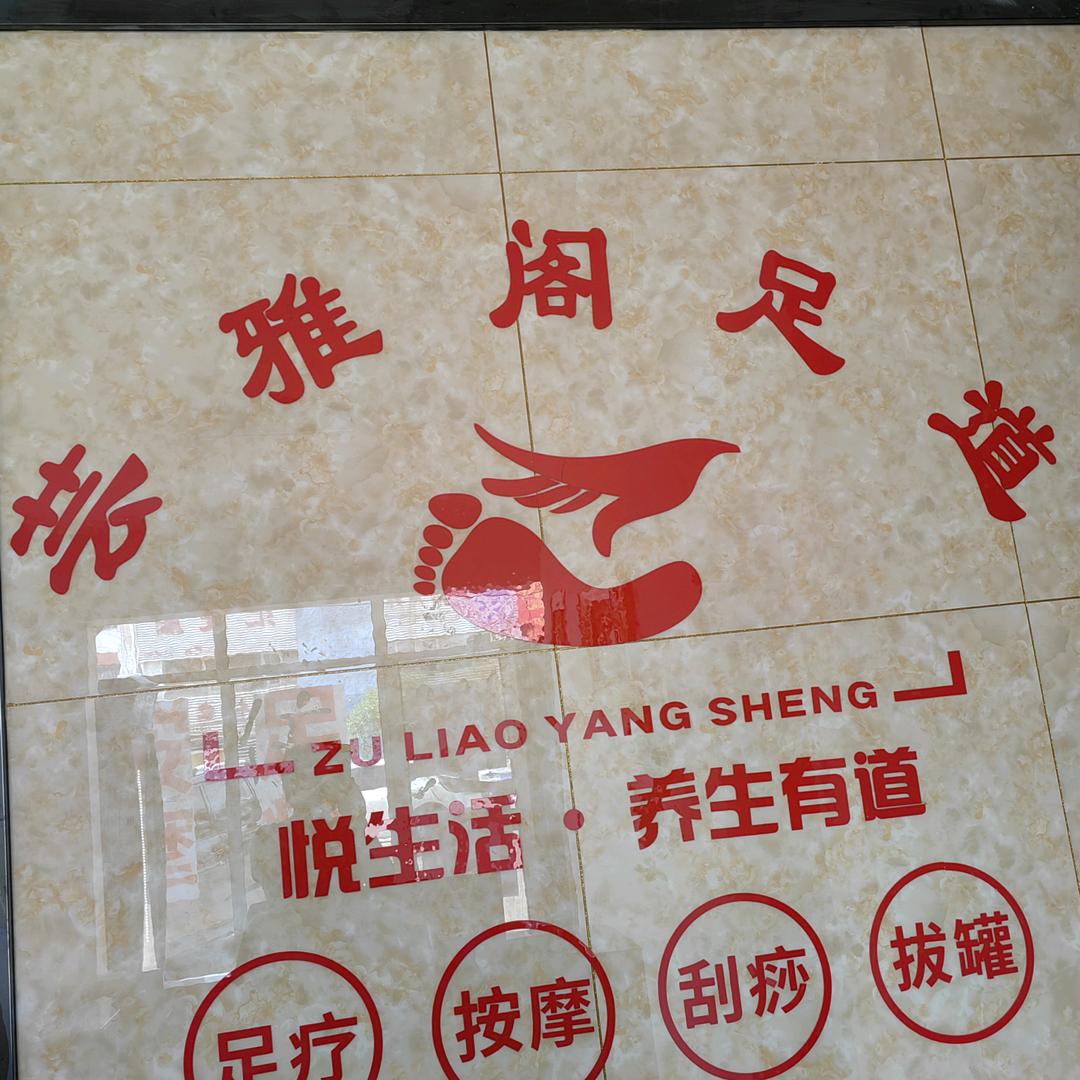 芳雅阁足道
ZU LIAO YANG SHENG
悦生活·养生有道
足疗 按摩 刮痧 拔罐